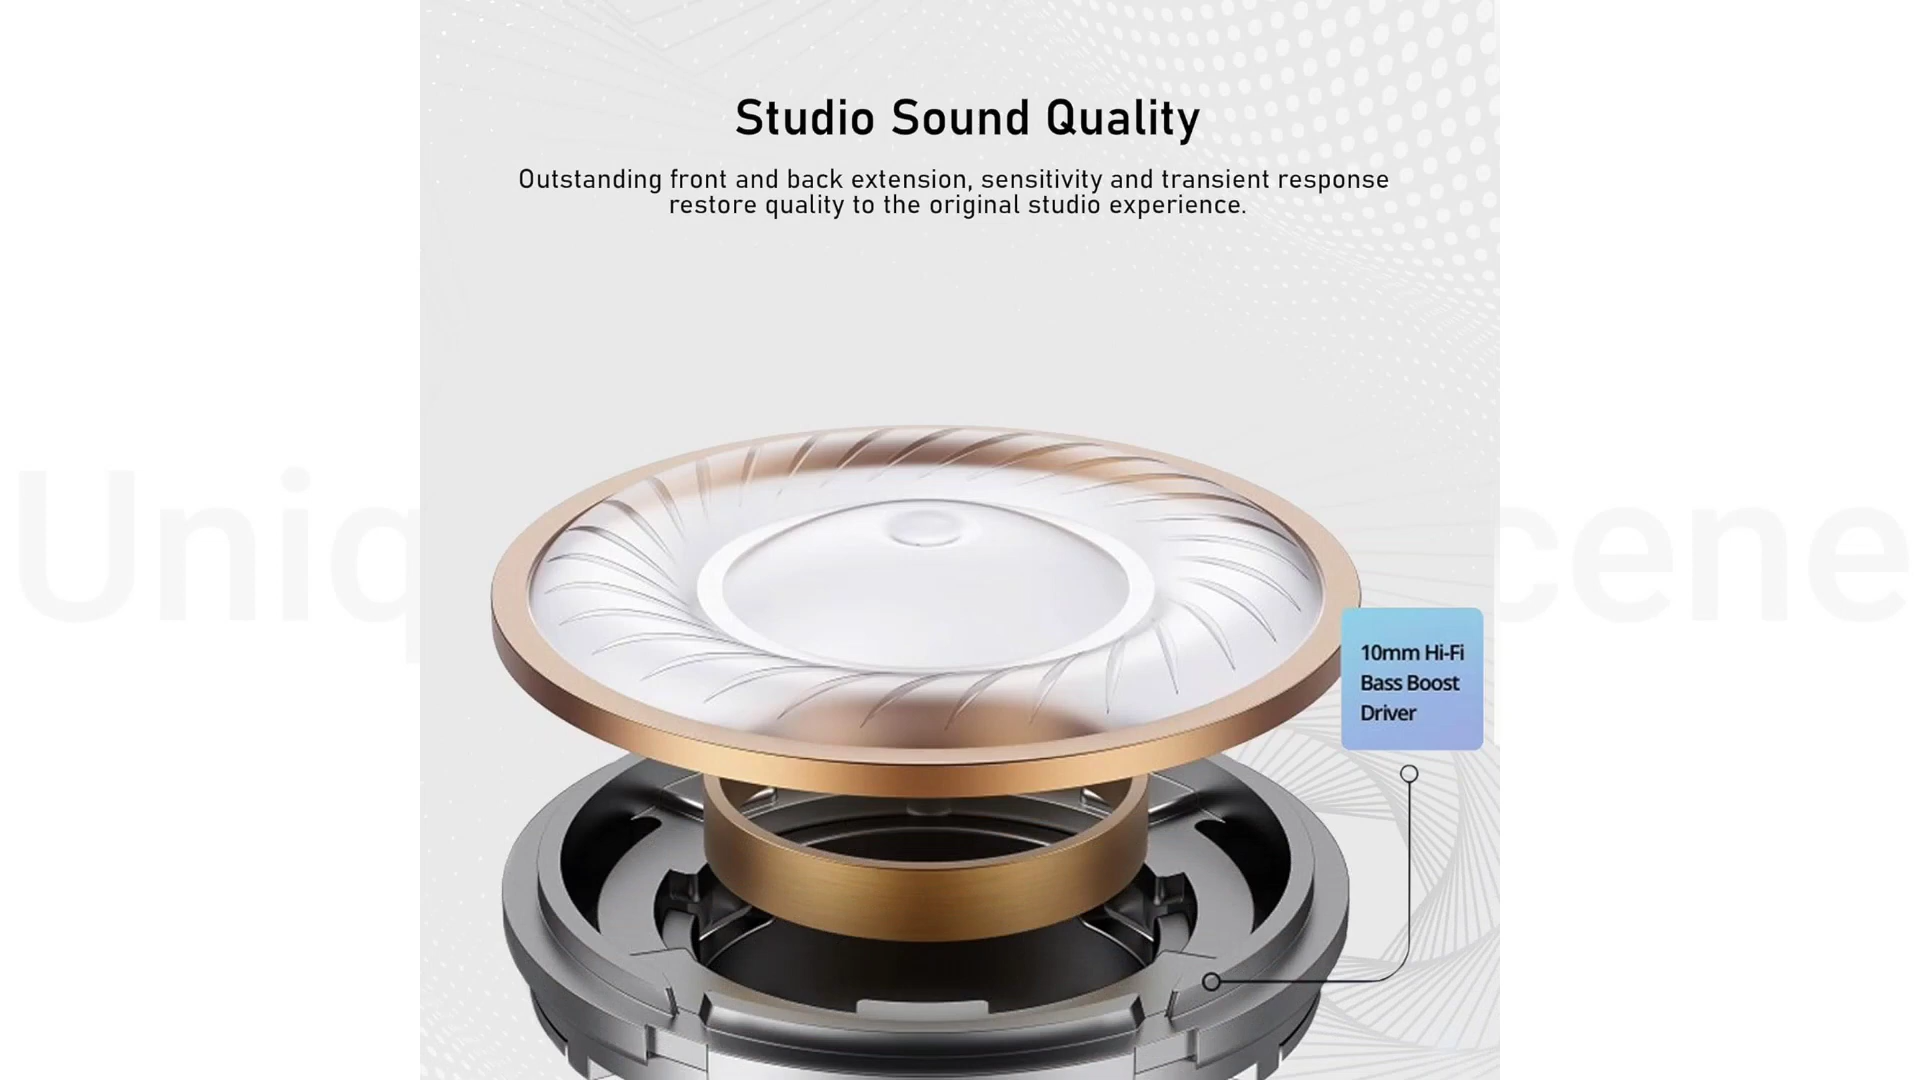 Studio Sound Quality
Outstanding front and back extension, sensitivity and transient response
restore quality to the original studio experience.
10mm Hi-Fi
Bass Boost
Driver